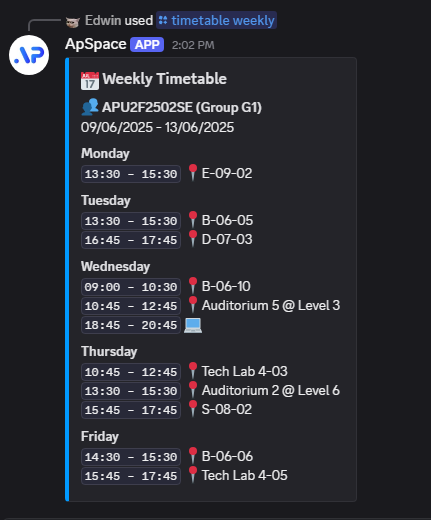 Edwin used timetable weekly
.AP
ApSpace APP 2:02 PM
JUL 17 Weekly Timetable
APU2F2502SE (Group G1)
09/06/2025 - 13/06/2025
Monday
13:30 - 15:30 E-09-02
Tuesday
13:30 - 15:30 B-06-05
16:45 - 17:45 D-07-03
Wednesday
09:00 - 10:30 B-06-10
10:45 - 12:45 Auditorium 5 @ Level 3
18:45 - 20:45
Thursday
10:45 - 12:45 Tech Lab 4-03
13:30 - 15:30 Auditorium 2 @ Level 6
15:45 - 17:45 S-08-02
Friday
14:30 - 15:30 B-06-06
15:45 - 17:45 Tech Lab 4-05